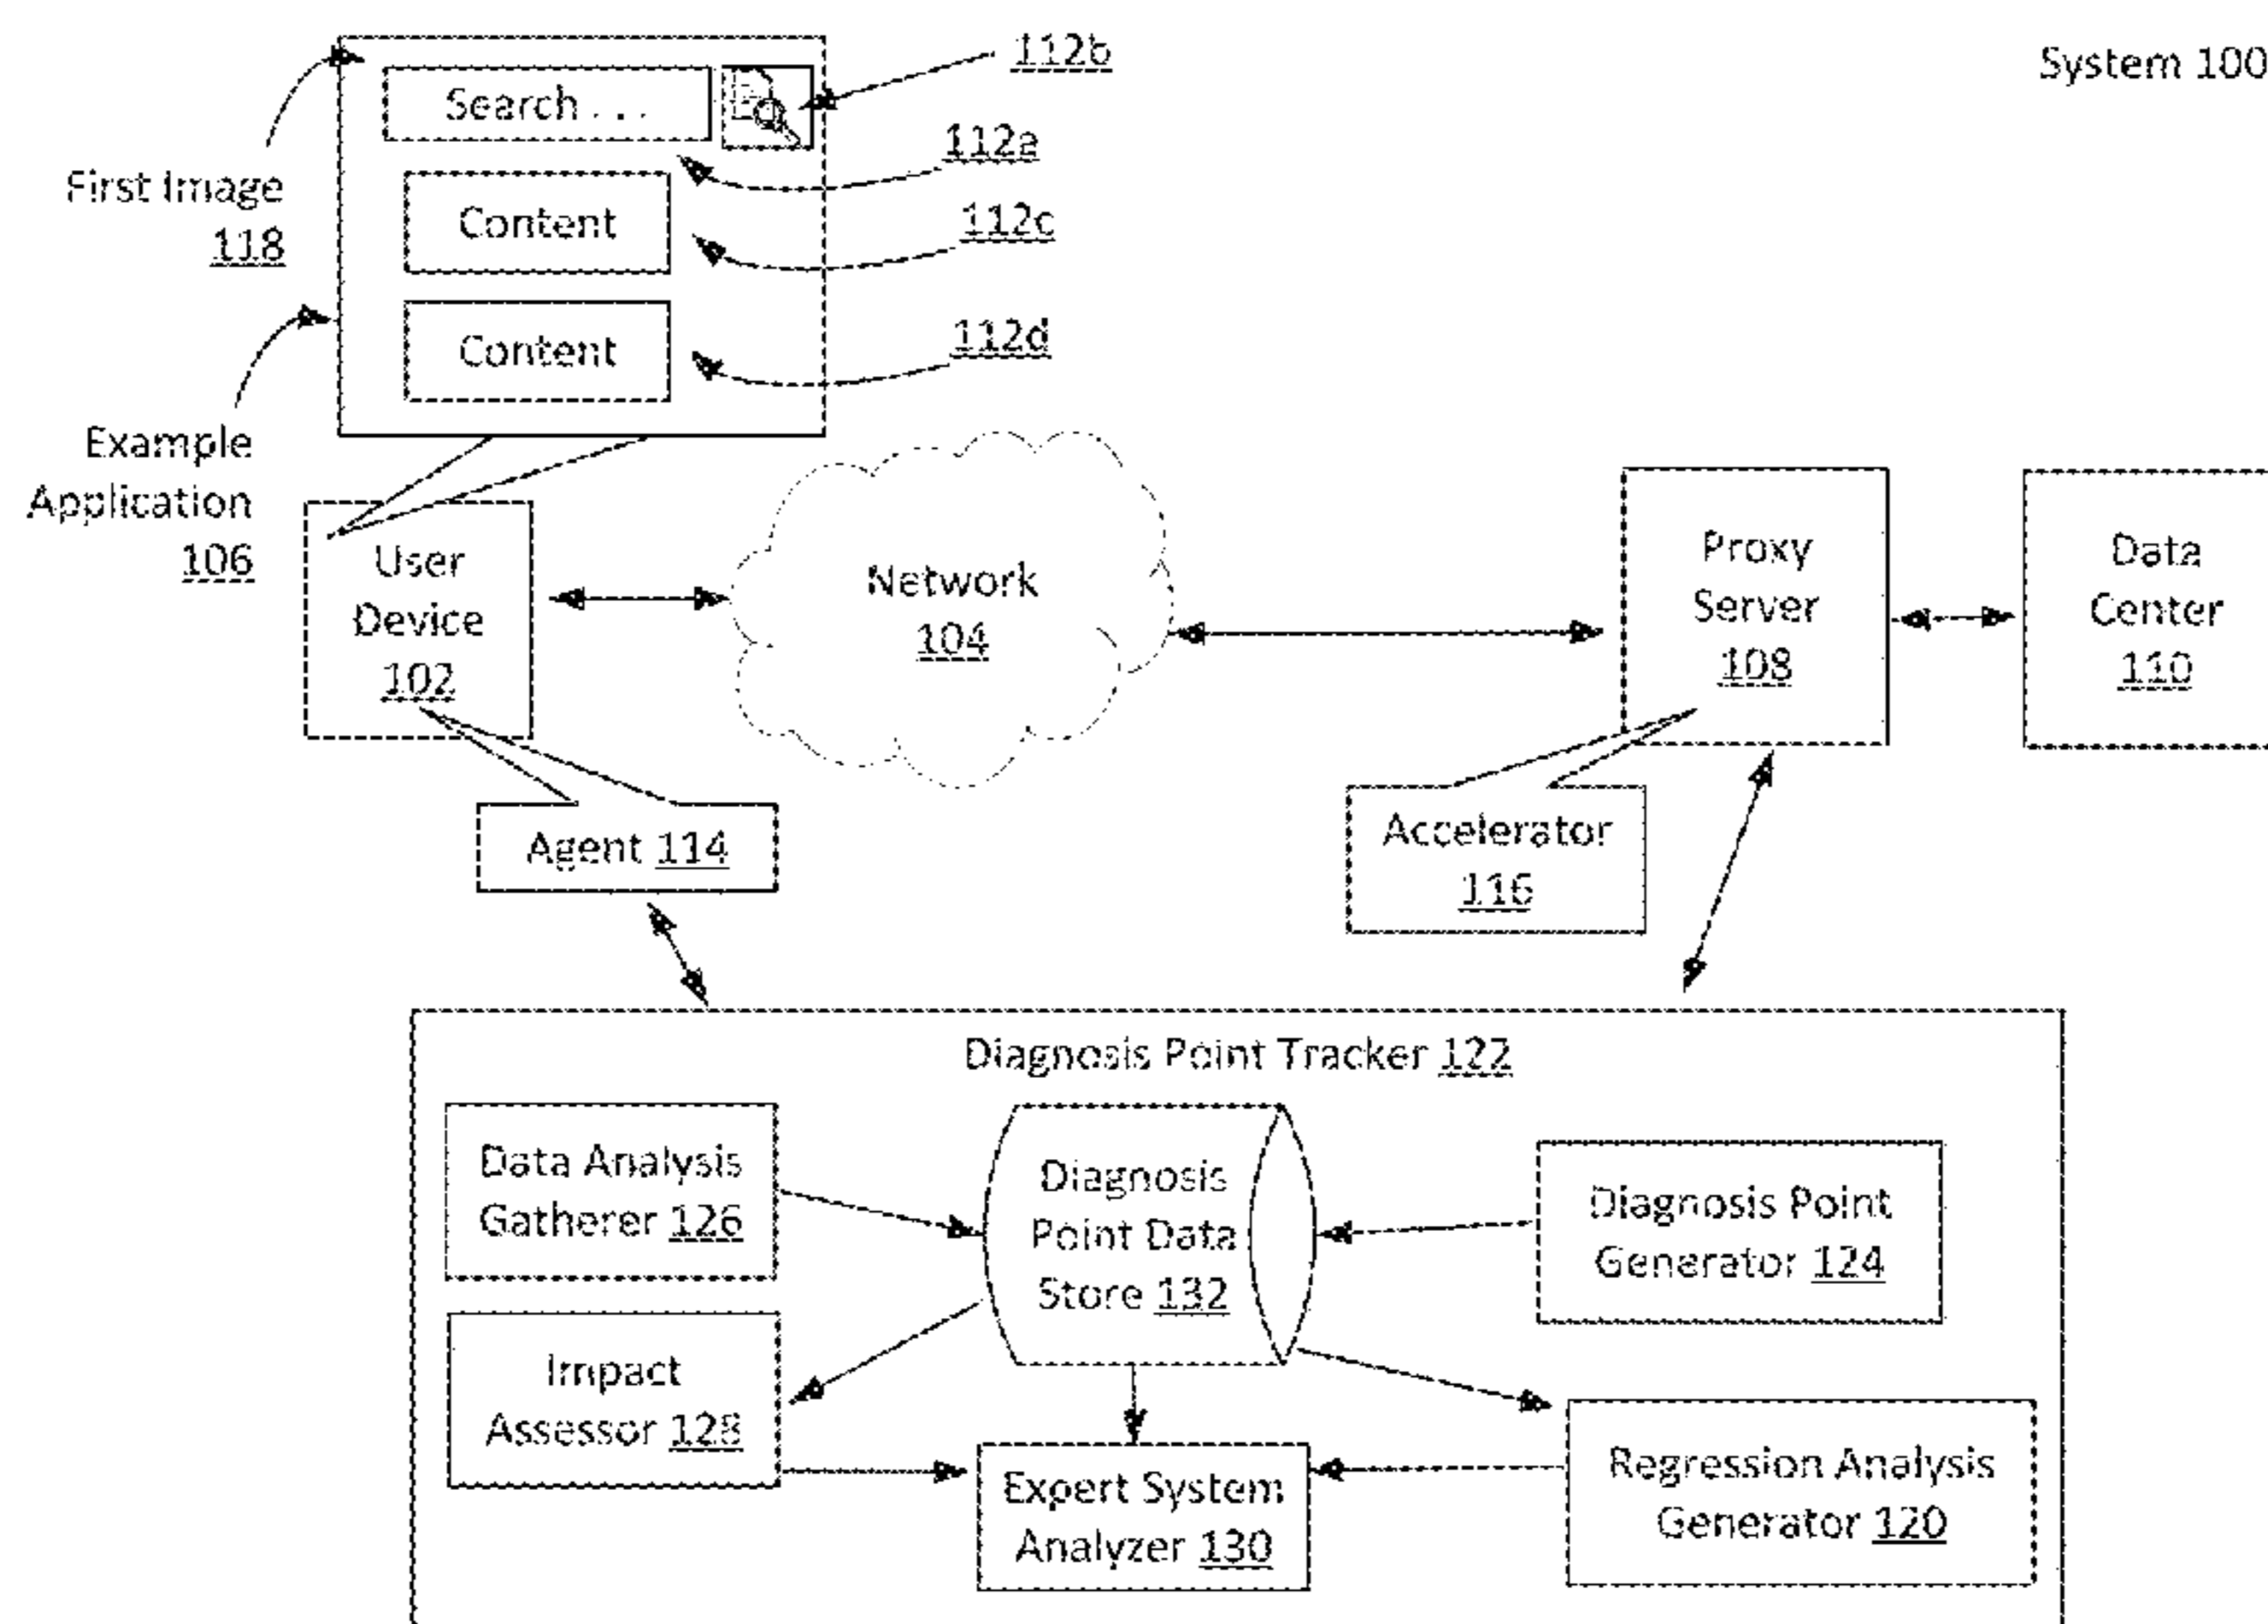 System 100
112b
Search . . .
112a
First Image
118
Content
112c
Content
112d
Example
Application
106
User
Device
102
Network
104
Proxy
Server
108
Data
Center
110
Agent 114
Accelerator
116
Diagnosis Point Tracker 122
Data Analysis
Gatherer 126
Diagnosis
Point Data
Store 132
Diagnosis Point
Generator 124
Impact
Assessor 128
Expert System
Analyzer 130
Regression Analysis
Generator 120